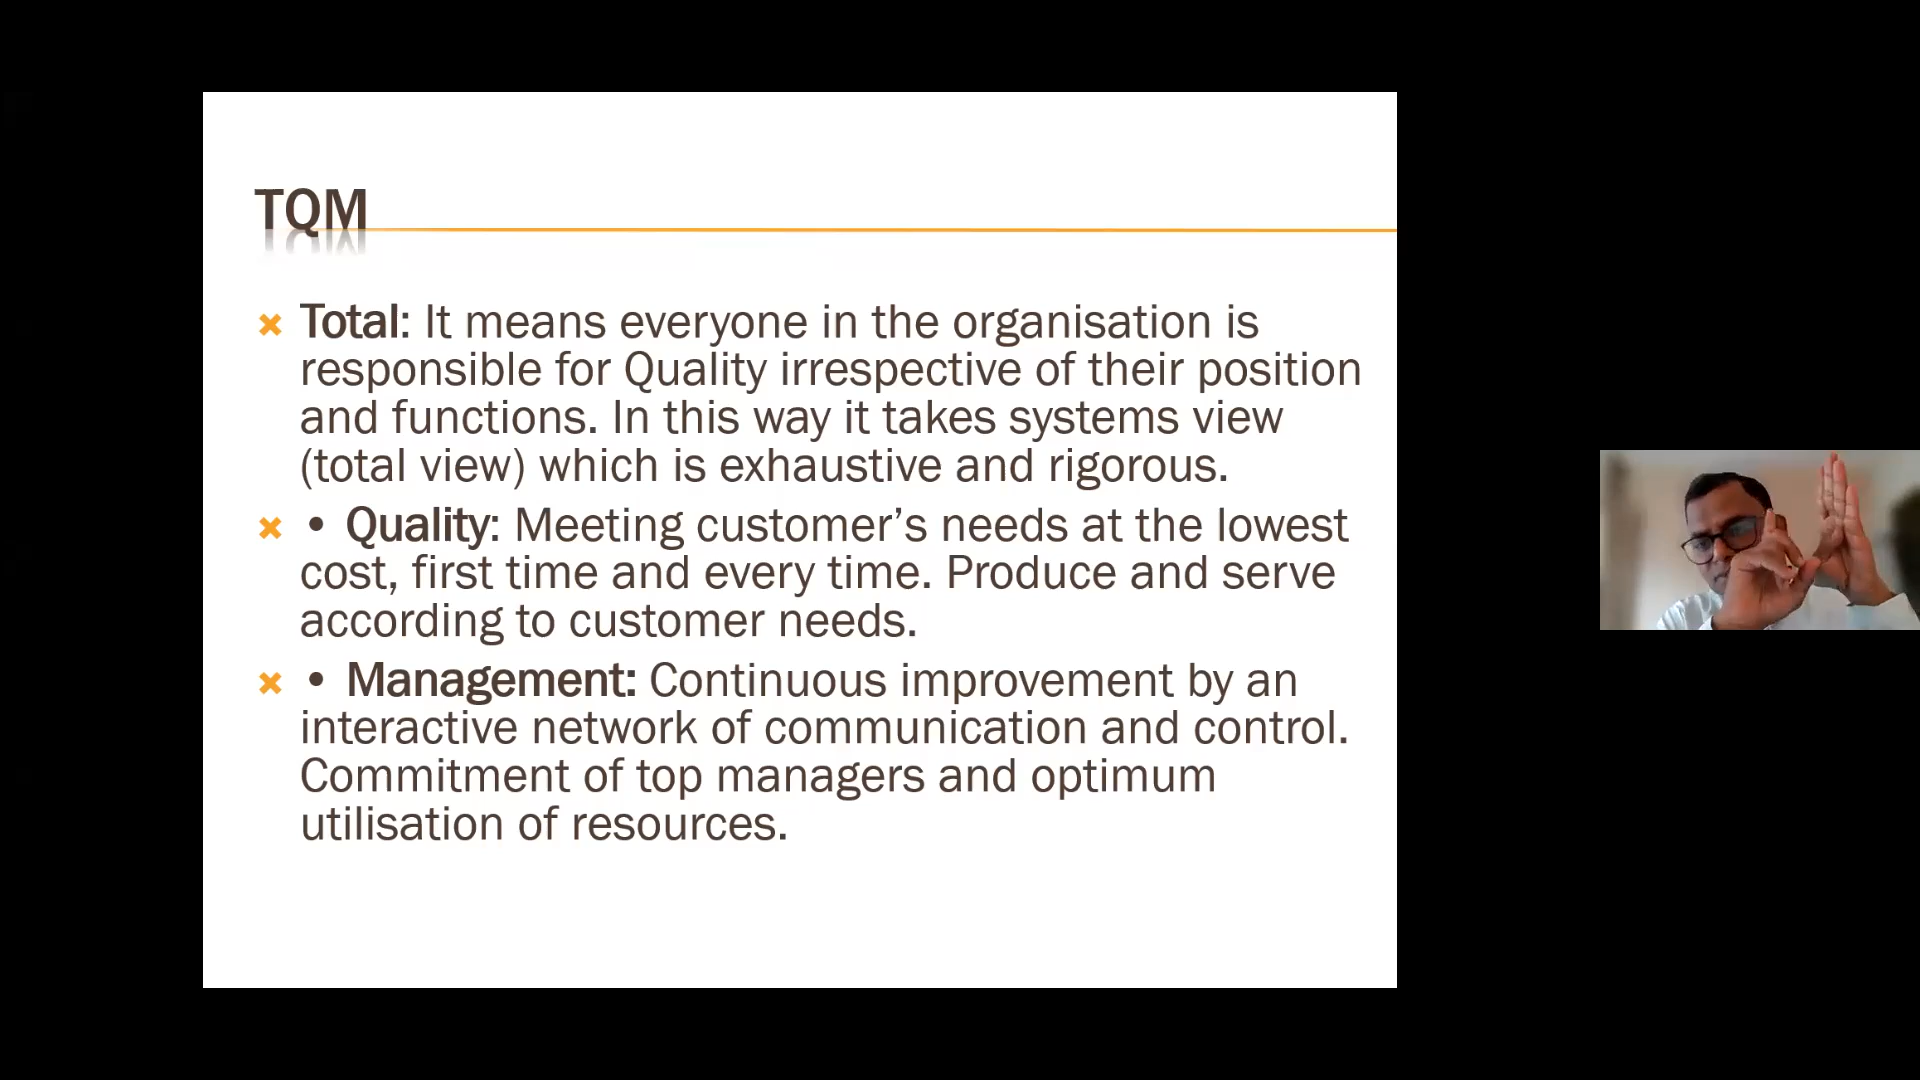 TQM
Total: It means everyone in the organisation is
responsible for Quality irrespective of their position
and functions. In this way it takes systems view
(total view) which is exhaustive and rigorous.
• Quality: Meeting customer’s needs at the lowest
cost, first time and every time. Produce and serve
according to customer needs.
• Management: Continuous improvement by an
interactive network of communication and control.
Commitment of top managers and optimum
utilisation of resources.